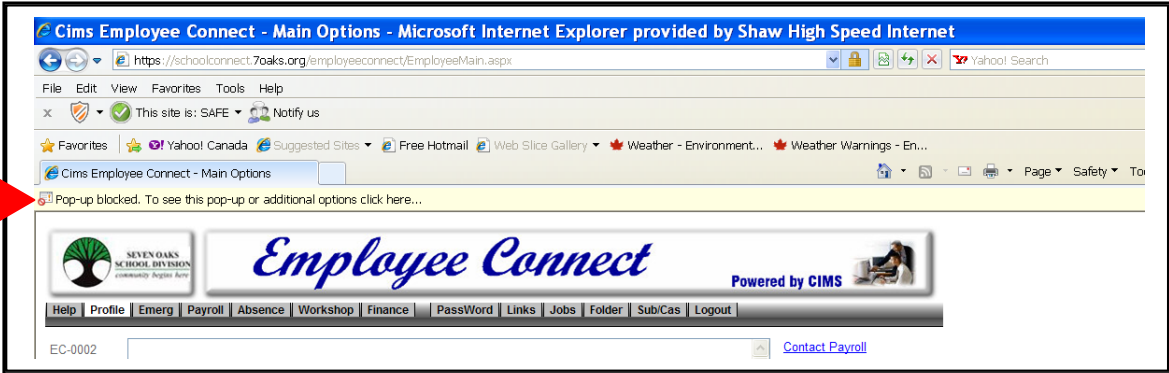 Cims Employee Connect - Main Options - Microsoft Internet Explorer provided by Shaw High Speed Internet
https://schoolconnect.7oaks.org/employeeconnect/EmployeeMain.aspx Yahoo! Search
File Edit View Favorites Tools Help
x This site is: SAFE Notify us
Favorites Yahoo! Canada Suggested Sites Free Hotmail Web Slice Gallery Weather - Environment... Weather Warnings - En...
Cims Employee Connect - Main Options Page Safety Too
Pop-up blocked. To see this pop-up or additional options click here...
SEVEN OAKS
SCHOOL DIVISION
community begins here
Employee Connect
Powered by CIMS
Help Profile Emerg Payroll Absence Workshop Finance PassWord Links Jobs Folder Sub/Cas Logout
EC-0002 Contact Payroll